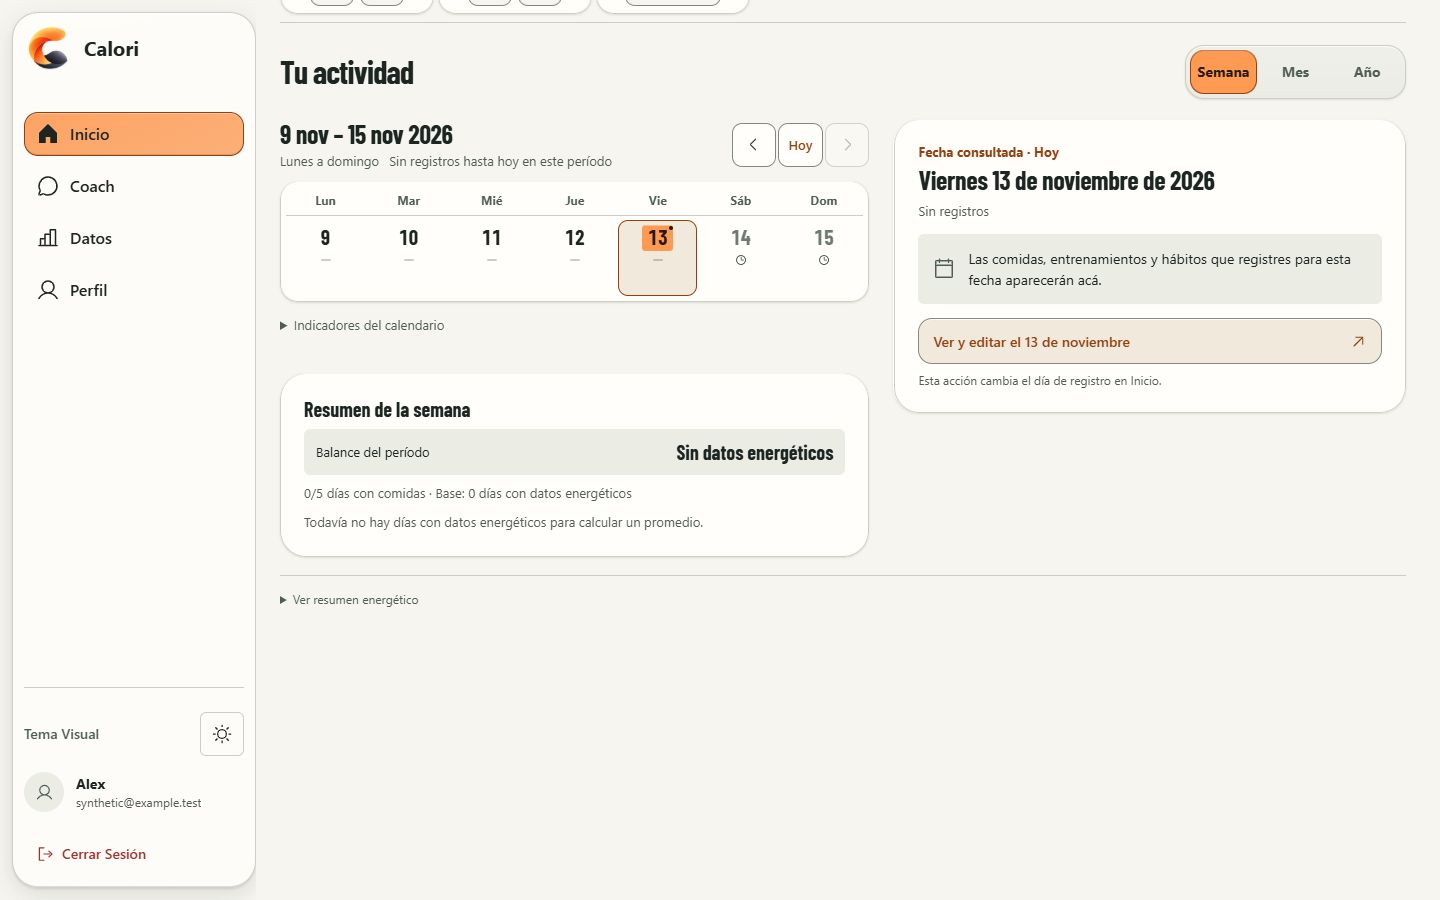 Calori
Inicio
Coach
Datos
Perfil
Tema Visual
Alex
synthetic@example.test
Cerrar Sesión
Tu actividad
Semana Mes Año
9 nov – 15 nov 2026
Lunes a domingo Sin registros hasta hoy en este período
Hoy
Lun Mar Mié Jue Vie Sáb Dom
9 10 11 12 13 14 15
— — — — —
Indicadores del calendario
Resumen de la semana
Balance del período Sin datos energéticos
0/5 días con comidas · Base: 0 días con datos energéticos
Todavía no hay días con datos energéticos para calcular un promedio.
Ver resumen energético
Fecha consultada · Hoy
Viernes 13 de noviembre de 2026
Sin registros
Las comidas, entrenamientos y hábitos que registres para esta
fecha aparecerán acá.
Ver y editar el 13 de noviembre
Esta acción cambia el día de registro en Inicio.